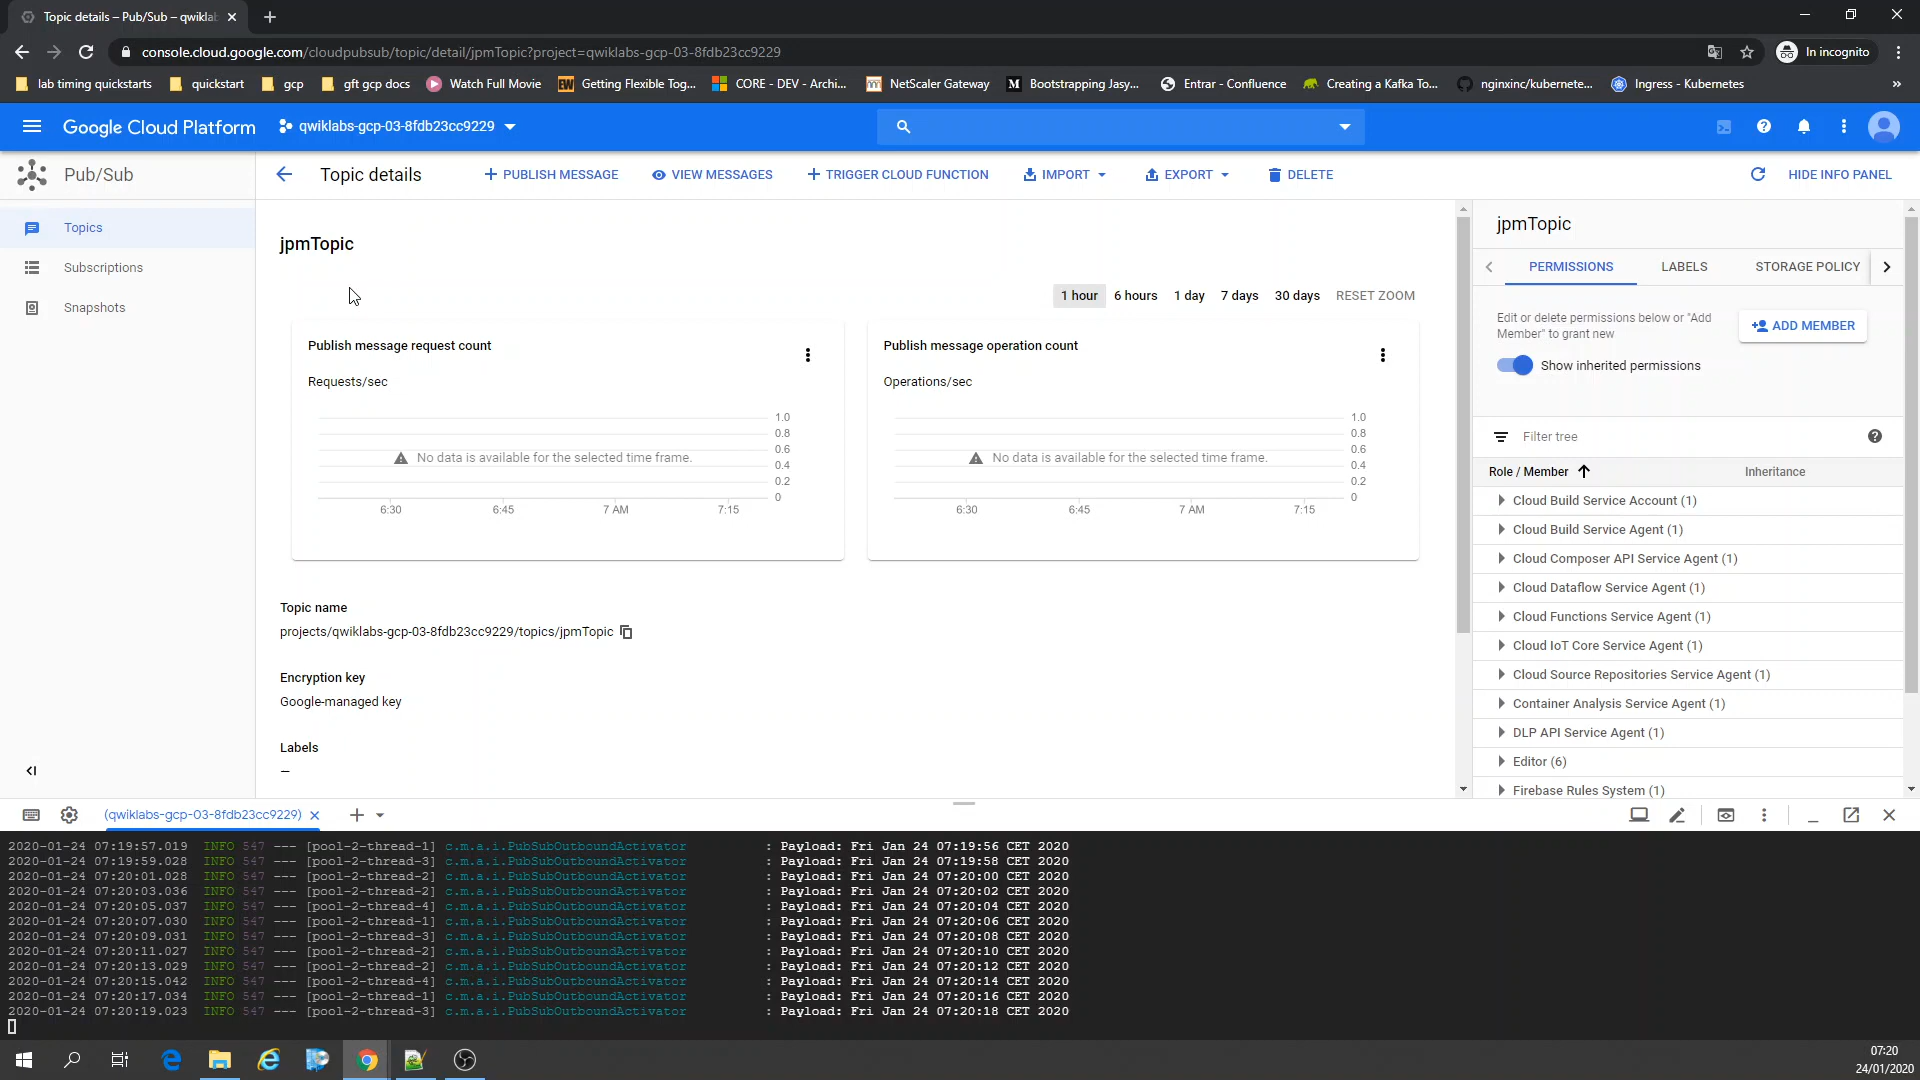 Topic details – Pub/Sub – qwikla
console.cloud.google.com/cloudpubsub/topic/detail/jpmTopic?project=qwiklabs-gcp-03-8fdb23cc9229
In incognito
lab timing quickstarts quickstart gcp gft gcp docs Watch Full Movie Getting Flexible Tog... CORE - DEV - Archi... NetScaler Gateway Bootstrapping Jasy... Entrar - Confluence Creating a Kafka To... nginxinc/kubernete... Ingress - Kubernetes »
Google Cloud Platform qwiklabs-gcp-03-8fdb23cc9229
Pub/Sub
Topics
Subscriptions
Snapshots
Topic details PUBLISH MESSAGE VIEW MESSAGES TRIGGER CLOUD FUNCTION IMPORT EXPORT DELETE HIDE INFO PANEL
jpmTopic
1 hour 6 hours 1 day 7 days 30 days RESET ZOOM
Publish message request count
Requests/sec
1.0
0.8
0.6
0.4
0.2
0
No data is available for the selected time frame.
6:30 6:45 7 AM 7:15
Publish message operation count
Operations/sec
1.0
0.8
0.6
0.4
0.2
0
No data is available for the selected time frame.
6:30 6:45 7 AM 7:15
Topic name
projects/qwiklabs-gcp-03-8fdb23cc9229/topics/jpmTopic
Encryption key
Google-managed key
Labels
—
jpmTopic
PERMISSIONS LABELS STORAGE POLICY
Edit or delete permissions below or "Add
Member" to grant new
ADD MEMBER
Show inherited permissions
Filter tree
Role / Member Inheritance
Cloud Build Service Account (1)
Cloud Build Service Agent (1)
Cloud Composer API Service Agent (1)
Cloud Dataflow Service Agent (1)
Cloud Functions Service Agent (1)
Cloud IoT Core Service Agent (1)
Cloud Source Repositories Service Agent (1)
Container Analysis Service Agent (1)
DLP API Service Agent (1)
Editor (6)
Firebase Rules System (1)
(qwiklabs-gcp-03-8fdb23cc9229)
2020-01-24 07:19:57.019 INFO 547 --- [pool-2-thread-1] c.m.a.i.PubSubOutboundActivator : Payload: Fri Jan 24 07:19:56 CET 2020
2020-01-24 07:19:59.028 INFO 547 --- [pool-2-thread-3] c.m.a.i.PubSubOutboundActivator : Payload: Fri Jan 24 07:19:58 CET 2020
2020-01-24 07:20:01.028 INFO 547 --- [pool-2-thread-2] c.m.a.i.PubSubOutboundActivator : Payload: Fri Jan 24 07:20:00 CET 2020
2020-01-24 07:20:03.036 INFO 547 --- [pool-2-thread-2] c.m.a.i.PubSubOutboundActivator : Payload: Fri Jan 24 07:20:02 CET 2020
2020-01-24 07:20:05.037 INFO 547 --- [pool-2-thread-4] c.m.a.i.PubSubOutboundActivator : Payload: Fri Jan 24 07:20:04 CET 2020
2020-01-24 07:20:07.030 INFO 547 --- [pool-2-thread-1] c.m.a.i.PubSubOutboundActivator : Payload: Fri Jan 24 07:20:06 CET 2020
2020-01-24 07:20:09.031 INFO 547 --- [pool-2-thread-3] c.m.a.i.PubSubOutboundActivator : Payload: Fri Jan 24 07:20:08 CET 2020
2020-01-24 07:20:11.027 INFO 547 --- [pool-2-thread-2] c.m.a.i.PubSubOutboundActivator : Payload: Fri Jan 24 07:20:10 CET 2020
2020-01-24 07:20:13.029 INFO 547 --- [pool-2-thread-2] c.m.a.i.PubSubOutboundActivator : Payload: Fri Jan 24 07:20:12 CET 2020
2020-01-24 07:20:15.042 INFO 547 --- [pool-2-thread-4] c.m.a.i.PubSubOutboundActivator : Payload: Fri Jan 24 07:20:14 CET 2020
2020-01-24 07:20:17.034 INFO 547 --- [pool-2-thread-1] c.m.a.i.PubSubOutboundActivator : Payload: Fri Jan 24 07:20:16 CET 2020
2020-01-24 07:20:19.023 INFO 547 --- [pool-2-thread-3] c.m.a.i.PubSubOutboundActivator : Payload: Fri Jan 24 07:20:18 CET 2020
07:20
24/01/2020